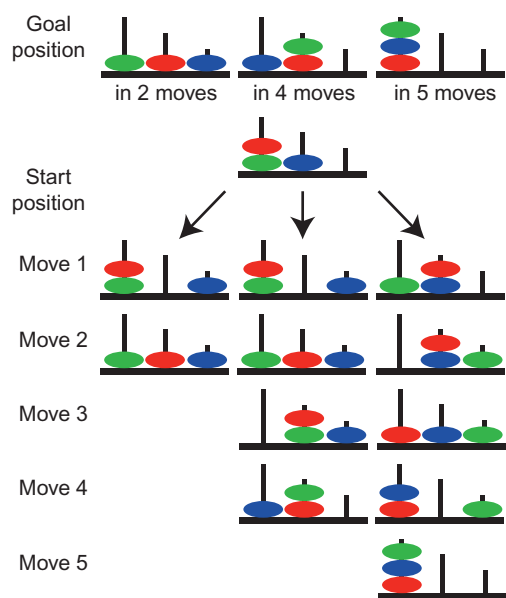 Goal
position
in 2 moves
in 4 moves
in 5 moves
Start
position
Move 1
Move 2
Move 3
Move 4
Move 5